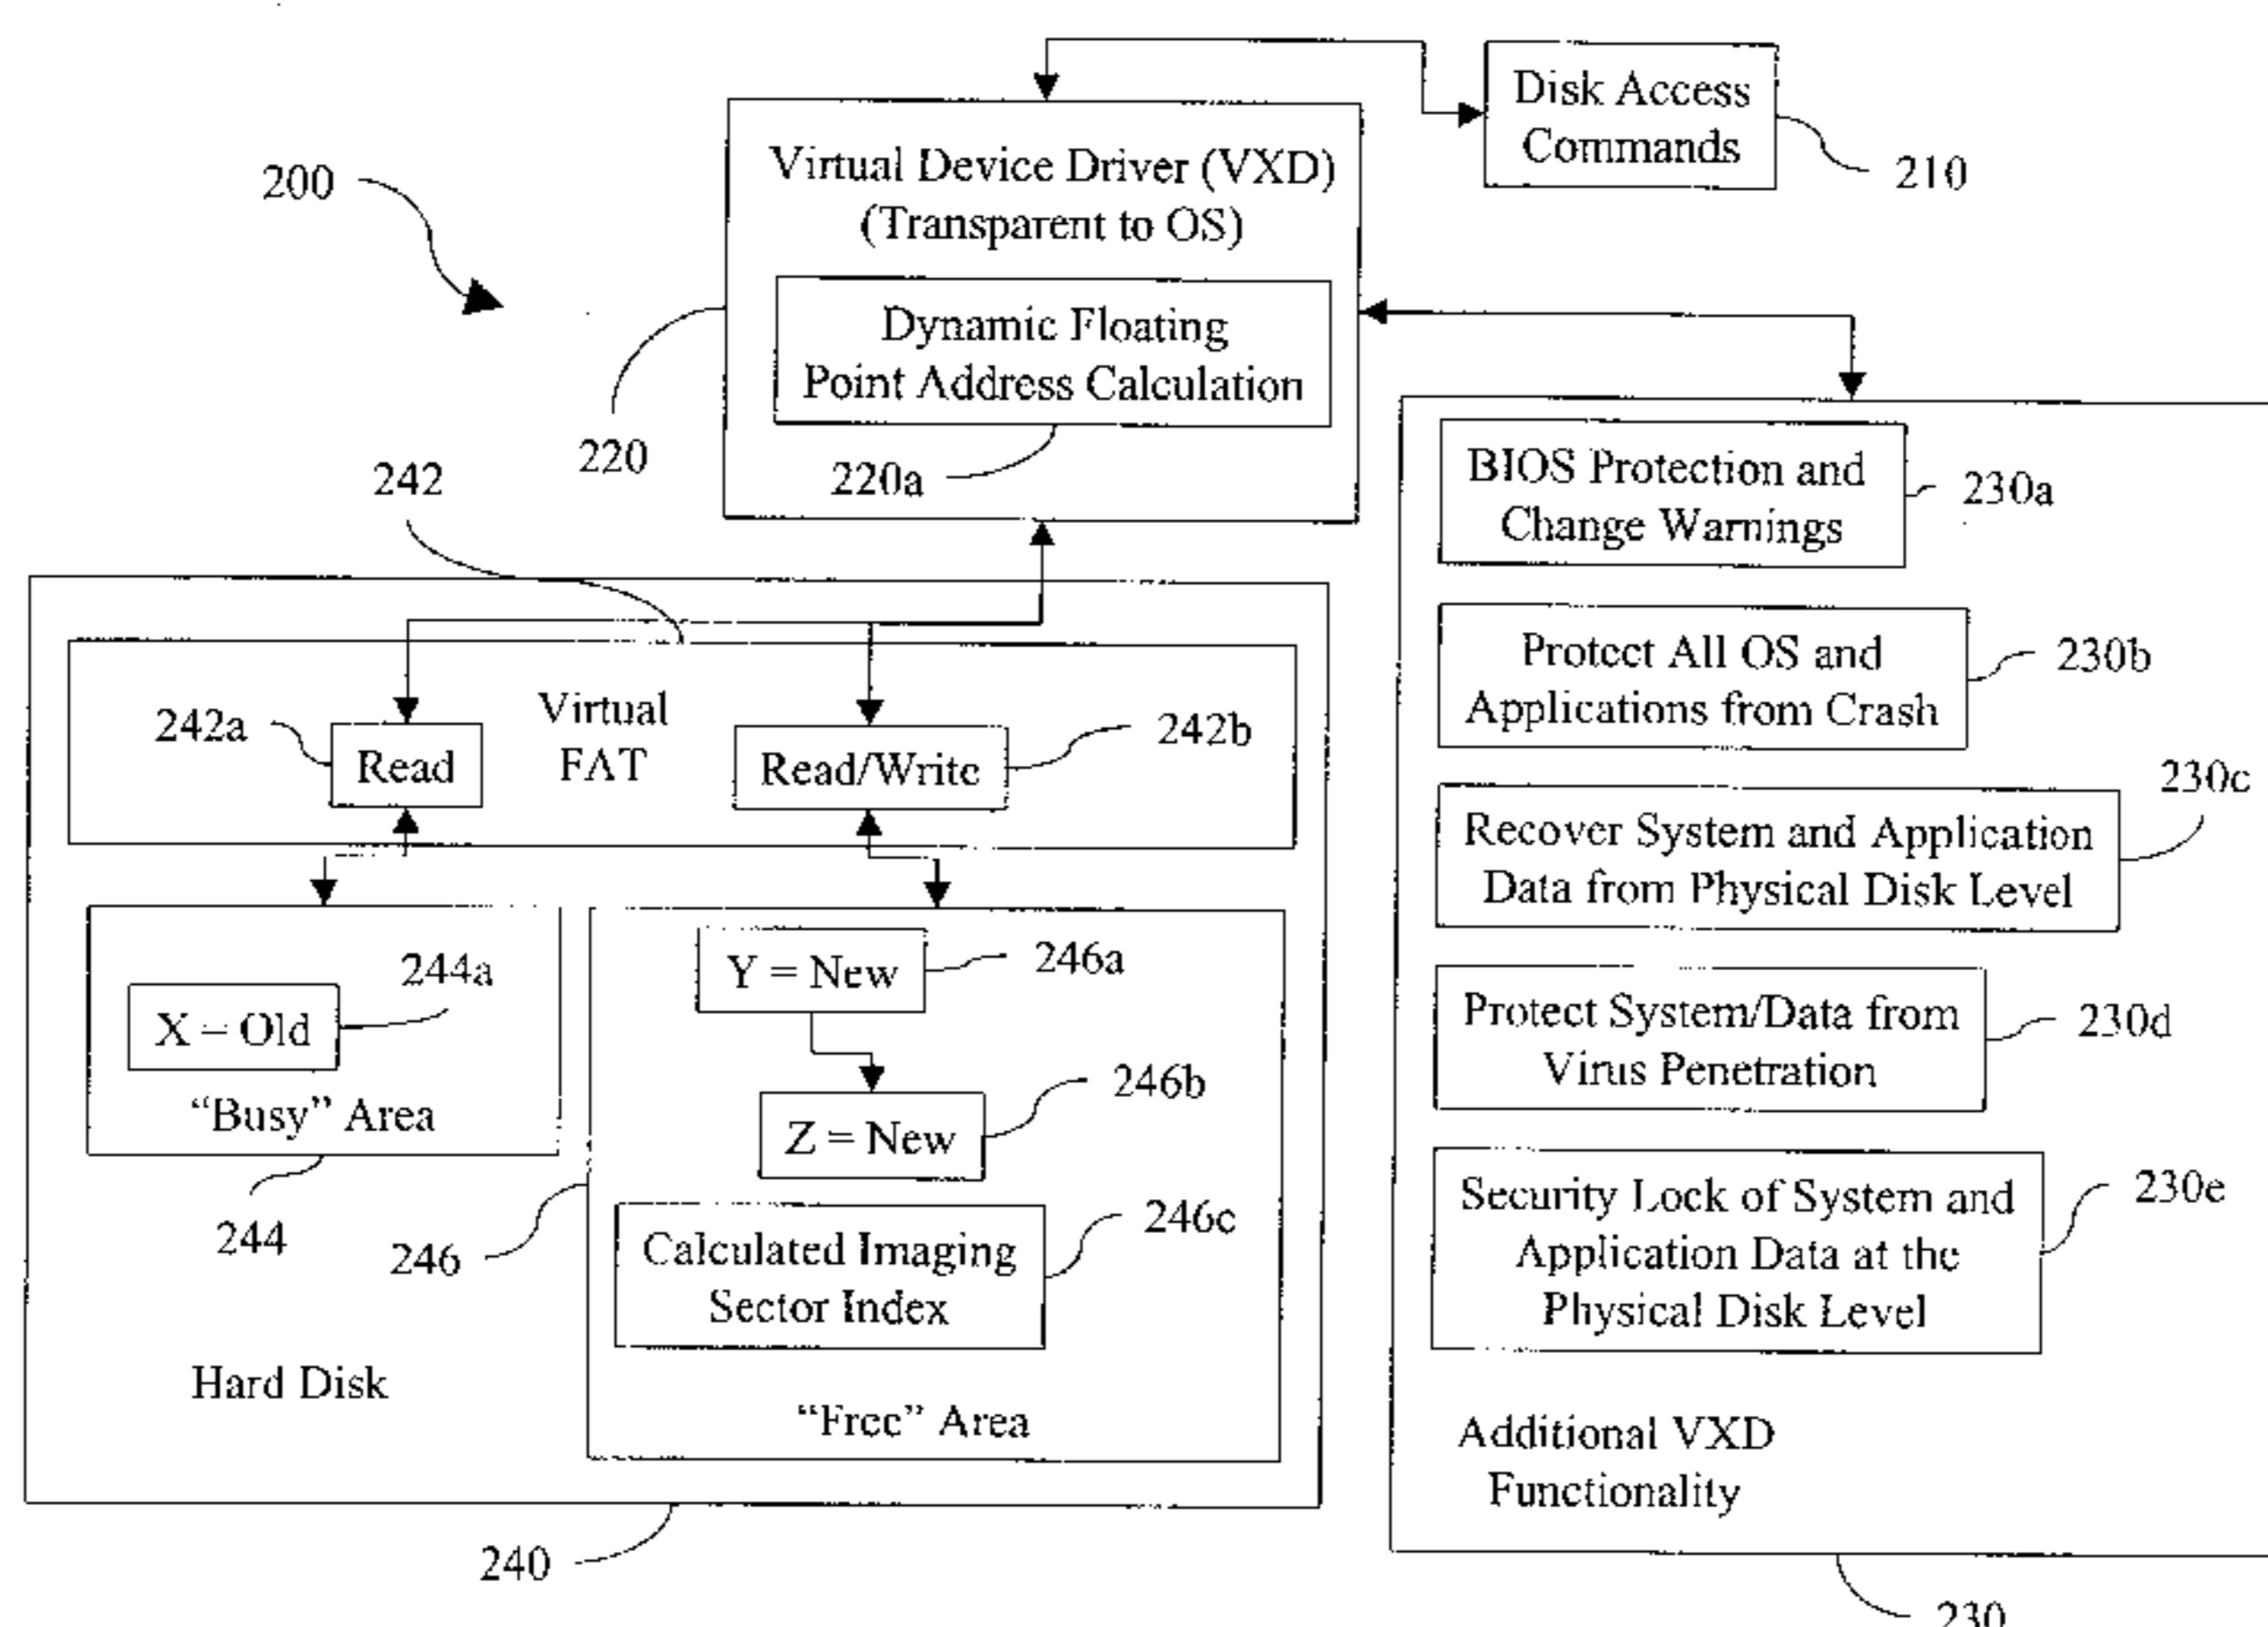 Disk Access
Commands
210
200
Virtual Device Driver (VXD)
(Transparent to OS)
Dynamic Floating
Point Address Calculation
220
220a
242
Virtual
FAT
242a
Read
Read/Write
242b
X = Old
244a
"Busy" Area
244
Y = New
246a
Z = New
246b
246
Calculated Imaging
Sector Index
246c
"Free" Area
Hard Disk
240
BIOS Protection and
Change Warnings
230a
Protect All OS and
Applications from Crash
230b
Recover System and Application
Data from Physical Disk Level
230c
Protect System/Data from
Virus Penetration
230d
Security Lock of System and
Application Data at the
Physical Disk Level
230e
Additional VXD
Functionality
230